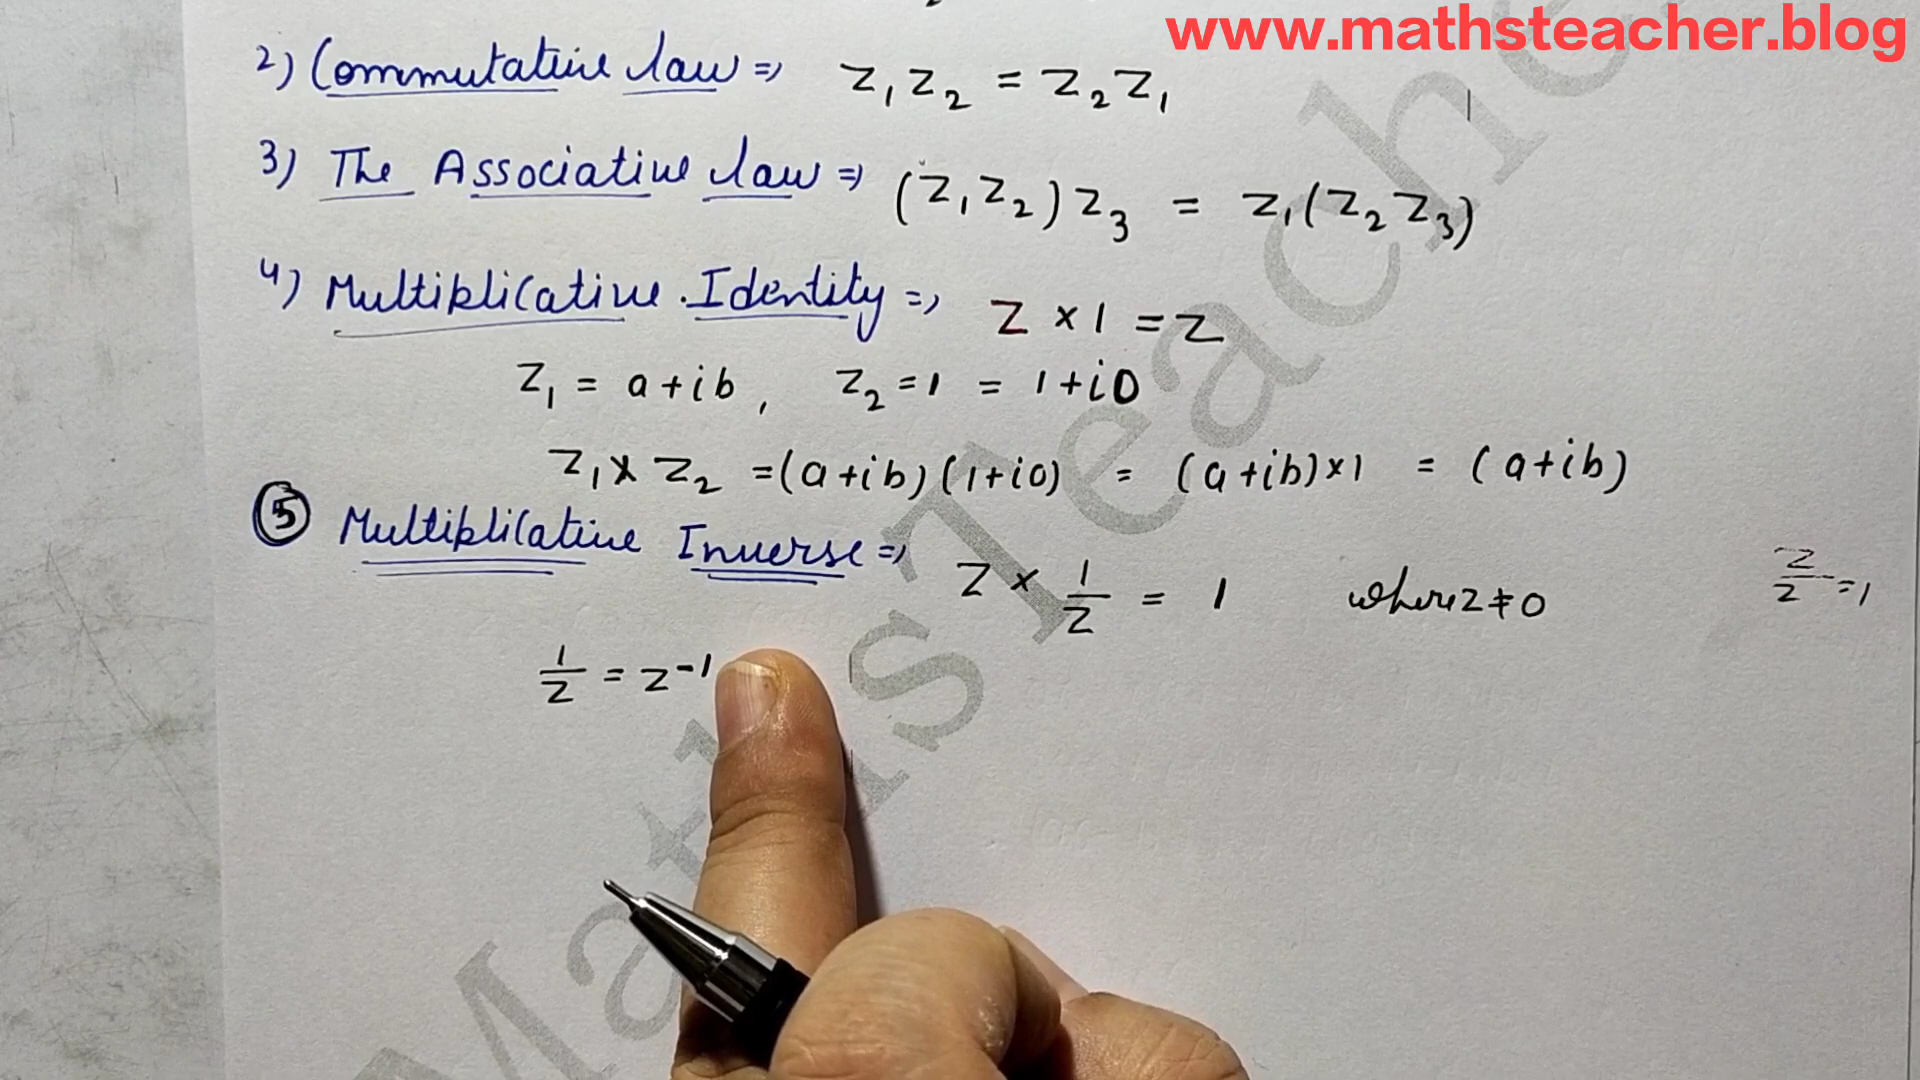 www.mathsteacher.blog
2) Commutative law ⇒ z₁z₂ = z₂z₁
3) The Associative law ⇒ (z₁z₂)z₃ = z₁(z₂z₃)
4) Multiplicative Identity ⇒ z × 1 = z
z₁ = a+ib, z₂ = 1 = 1+i0
z₁ × z₂ = (a+ib)(1+i0) = (a+ib)×1 = (a+ib)
⑤ Multiplicative Inverse ⇒ z × 1/z = 1 where z ≠ 0 z/z = 1
1/z = z⁻¹
Maths Teache